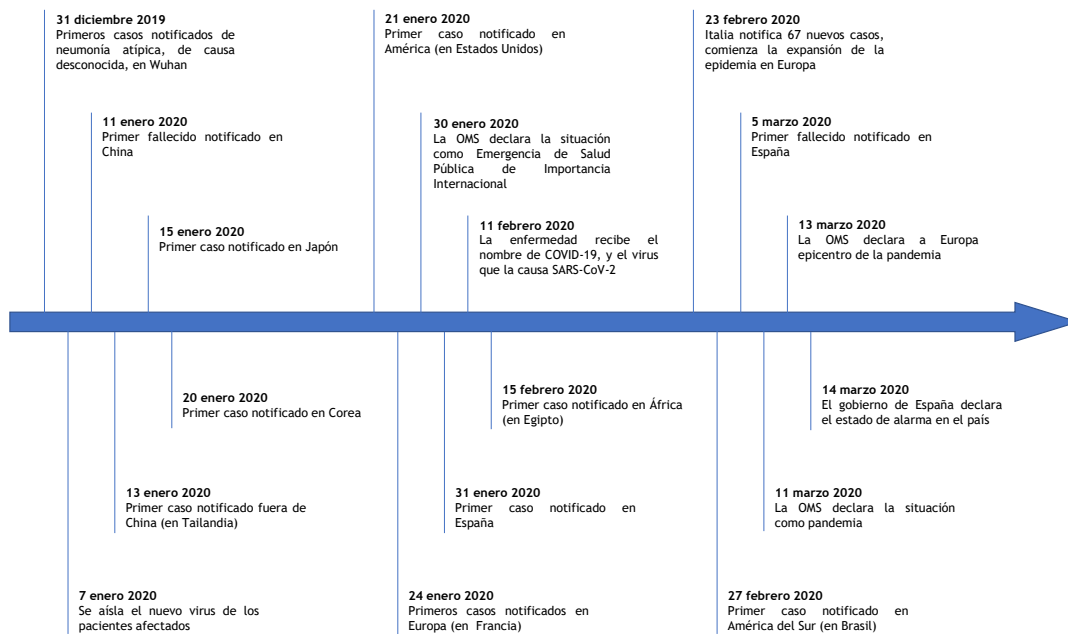 31 diciembre 2019
Primeros casos notificados de
neumonía atípica, de causa
desconocida, en Wuhan
21 enero 2020
Primer caso notificado en
América (en Estados Unidos)
23 febrero 2020
Italia notifica 67 nuevos casos,
comienza la expansión de la
epidemia en Europa
11 enero 2020
Primer fallecido notificado en
China
30 enero 2020
La OMS declara la situación
como Emergencia de Salud
Pública de Importancia
Internacional
5 marzo 2020
Primer fallecido notificado en
España
15 enero 2020
Primer caso notificado en Japón
11 febrero 2020
La enfermedad recibe el
nombre de COVID-19, y el virus
que la causa SARS-CoV-2
13 marzo 2020
La OMS declara a Europa
epicentro de la pandemia
20 enero 2020
Primer caso notificado en Corea
15 febrero 2020
Primer caso notificado en África
(en Egipto)
14 marzo 2020
El gobierno de España declara
el estado de alarma en el país
13 enero 2020
Primer caso notificado fuera de
China (en Tailandia)
31 enero 2020
Primer caso notificado en
España
11 marzo 2020
La OMS declara la situación
como pandemia
7 enero 2020
Se aísla el nuevo virus de los
pacientes afectados
24 enero 2020
Primeros casos notificados en
Europa (en Francia)
27 febrero 2020
Primer caso notificado en
América del Sur (en Brasil)